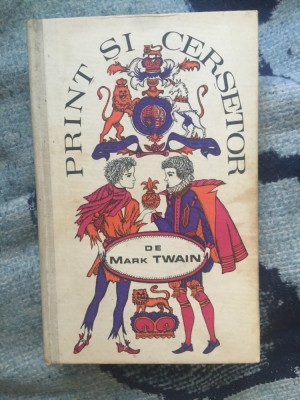 PRINT SI CERSETOR
DE
MARK TWAIN